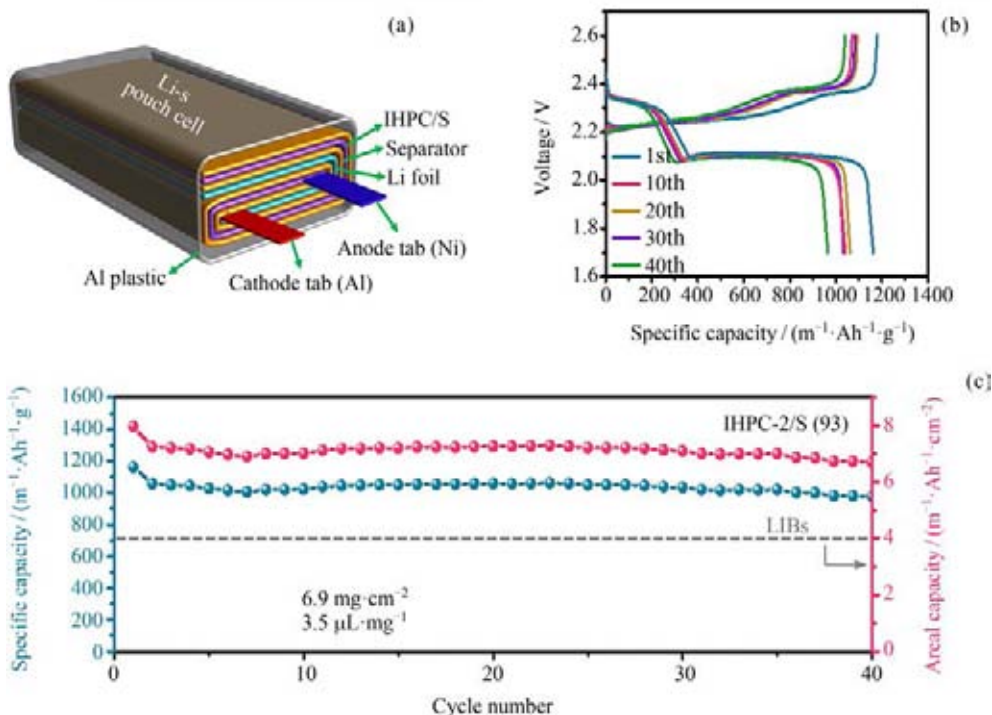 (a)
Li-s
pouch cell
IHPC/S
Separator
Li foil
Anode tab (Ni)
Cathode tab (Al)
Al plastic
(b)
Voltage / V
2.6
2.4
2.2
2.0
1.8
1.6
1st
10th
20th
30th
40th
0 200 400 600 800 1000 1200 1400
Specific capacity / (m⁻¹·Ah⁻¹·g⁻¹)
(c)
Specific capacity / (m⁻¹·Ah⁻¹·g⁻¹)
1600
1400
1300
1200
1000
800
700
600
400
200
0
IHPC-2/S (93)
LIBs
6.9 mg·cm⁻²
3.5 μL·mg⁻¹
8
6
4
2
0
Areal capacity / (m⁻¹·Ah⁻¹·cm⁻²)
0 10 20 30 40
Cycle number